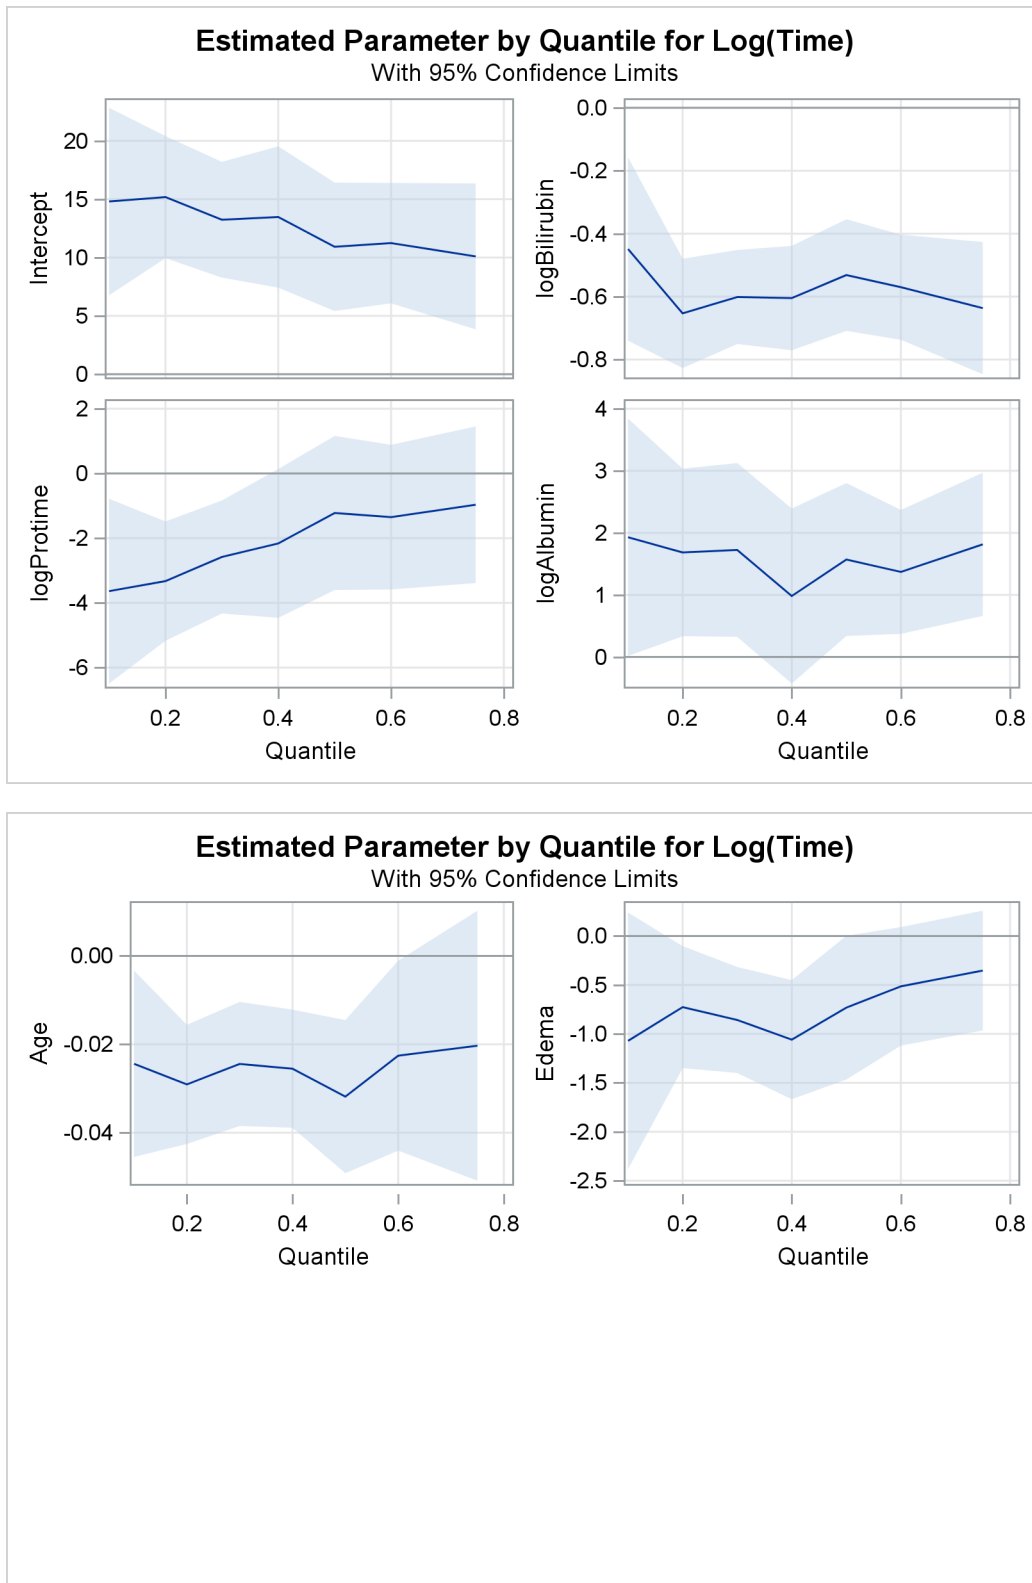 Estimated Parameter by Quantile for Log(Time)
With 95% Confidence Limits
Intercept
20
15
10
5
0
logBilirubin
0.0
-0.2
-0.4
-0.6
-0.8
logProtime
2
0
-2
-4
-6
0.2 0.4 0.6 0.8
Quantile
logAlbumin
4
3
2
1
0
0.2 0.4 0.6 0.8
Quantile
Estimated Parameter by Quantile for Log(Time)
With 95% Confidence Limits
Age
0.00
-0.02
-0.04
0.2 0.4 0.6 0.8
Quantile
Edema
0.0
-0.5
-1.0
-1.5
-2.0
-2.5
0.2 0.4 0.6 0.8
Quantile